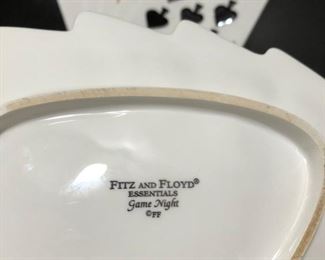 FITZ AND FLOYD®
ESSENTIALS
Game Night
©FF